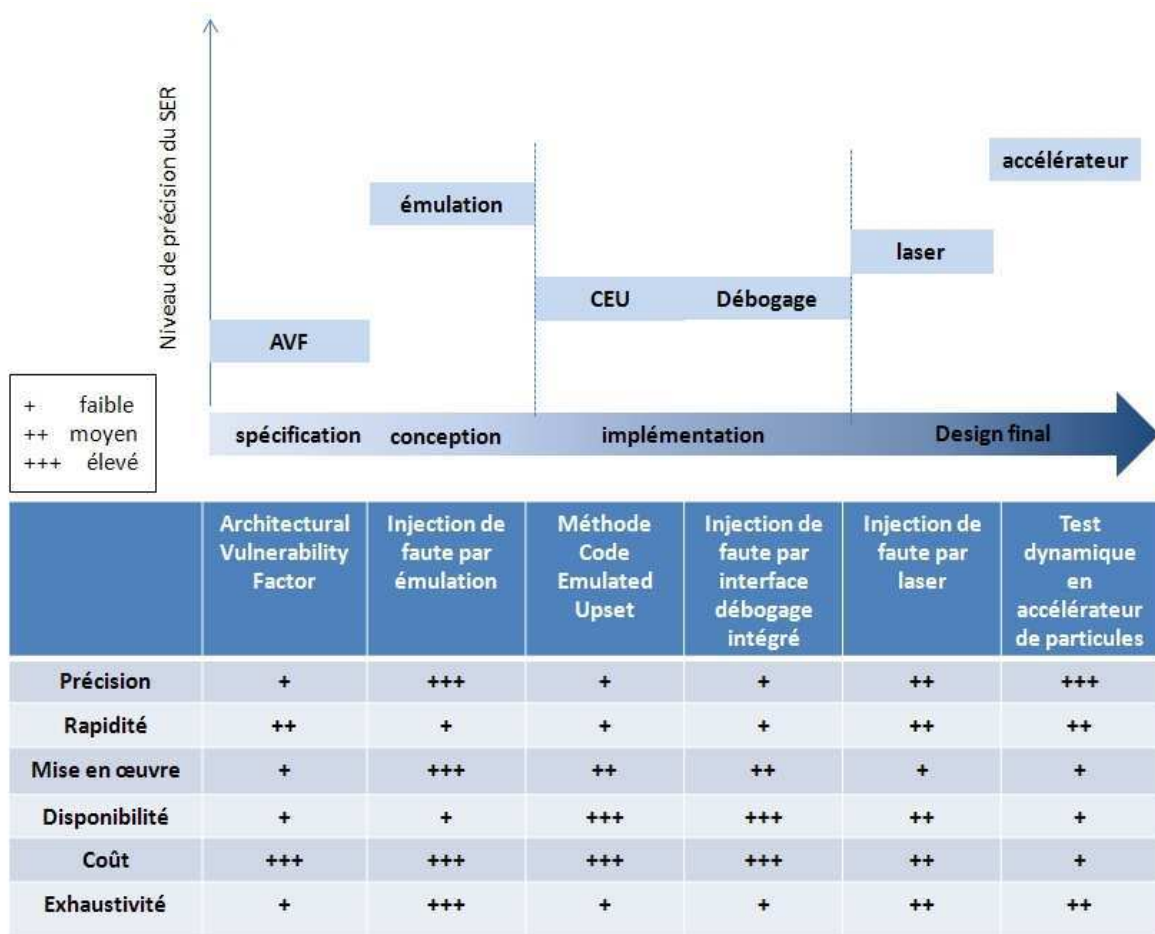 Niveau de précision du SER
accélérateur
émulation
laser
CEU
Débogage
AVF
+ faible
++ moyen
+++ élevé
spécification conception implémentation Design final
Architectural
Vulnerability
Factor
Injection de
faute par
émulation
Méthode
Code
Emulated
Upset
Injection de
faute par
interface
débogage
intégré
Injection de
faute par
laser
Test
dynamique
en
accélérateur
de particules
Précision + +++ + + ++ +++
Rapidité ++ + + + ++ ++
Mise en œuvre + +++ ++ ++ + +
Disponibilité + + +++ +++ ++ +
Coût +++ +++ +++ +++ ++ +
Exhaustivité + +++ + + ++ ++